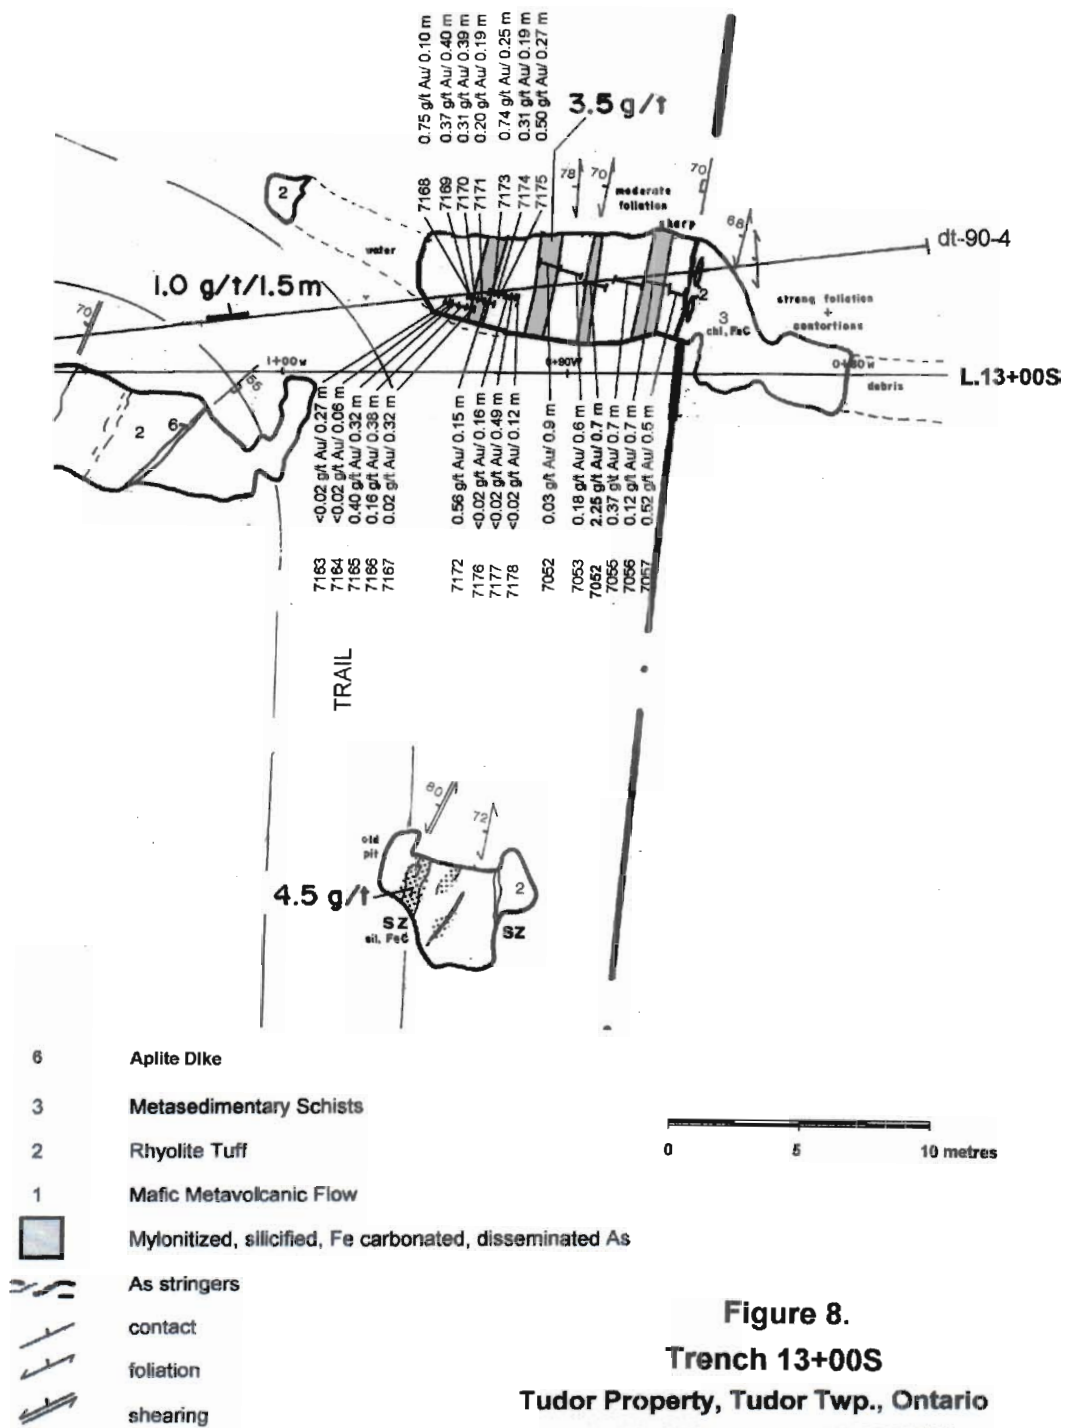 0.75 g/t Au/ 0.10 m
0.37 g/t Au/ 0.40 m
0.31 g/t Au/ 0.39 m
0.20 g/t Au/ 0.19 m
0.74 g/t Au/ 0.25 m
0.31 g/t Au/ 0.19 m
0.50 g/t Au/ 0.27 m
3.5 g/t
7168
7169
7170
7171
7173
7174
7175
78
70
moderate
foliation
70
sharp
68
dt-90-4
2
water
1.0 g/t/1.5m
70
2
3
chl, FeC
strong foliation
+
contortions
1+00W
55
L.13+00S
debris
2
6
<0.02 g/t Au/ 0.27 m
<0.02 g/t Au/ 0.06 m
0.40 g/t Au/ 0.32 m
0.16 g/t Au/ 0.38 m
0.02 g/t Au/ 0.32 m
0.56 g/t Au/ 0.15 m
<0.02 g/t Au/ 0.16 m
<0.02 g/t Au/ 0.49 m
<0.02 g/t Au/ 0.12 m
0.03 g/t Au/ 0.9 m
0.18 g/t Au/ 0.6 m
2.25 g/t Au/ 0.7 m
0.37 g/t Au/ 0.7 m
0.12 g/t Au/ 0.7 m
0.52 g/t Au/ 0.5 m
7163
7164
7165
7166
7167
7172
7176
7177
7178
7052
7053
7052
7055
7056
7057
TRAIL
80
72
old
pit
4.5 g/t
SZ
sil, FeC
2
SZ
6 Aplite Dike
3 Metasedimentary Schists
2 Rhyolite Tuff
1 Mafic Metavolcanic Flow
Mylonitized, silicified, Fe carbonated, disseminated As
As stringers
contact
foliation
shearing
0 5 10 metres
Figure 8.
Trench 13+00S
Tudor Property, Tudor Twp., Ontario